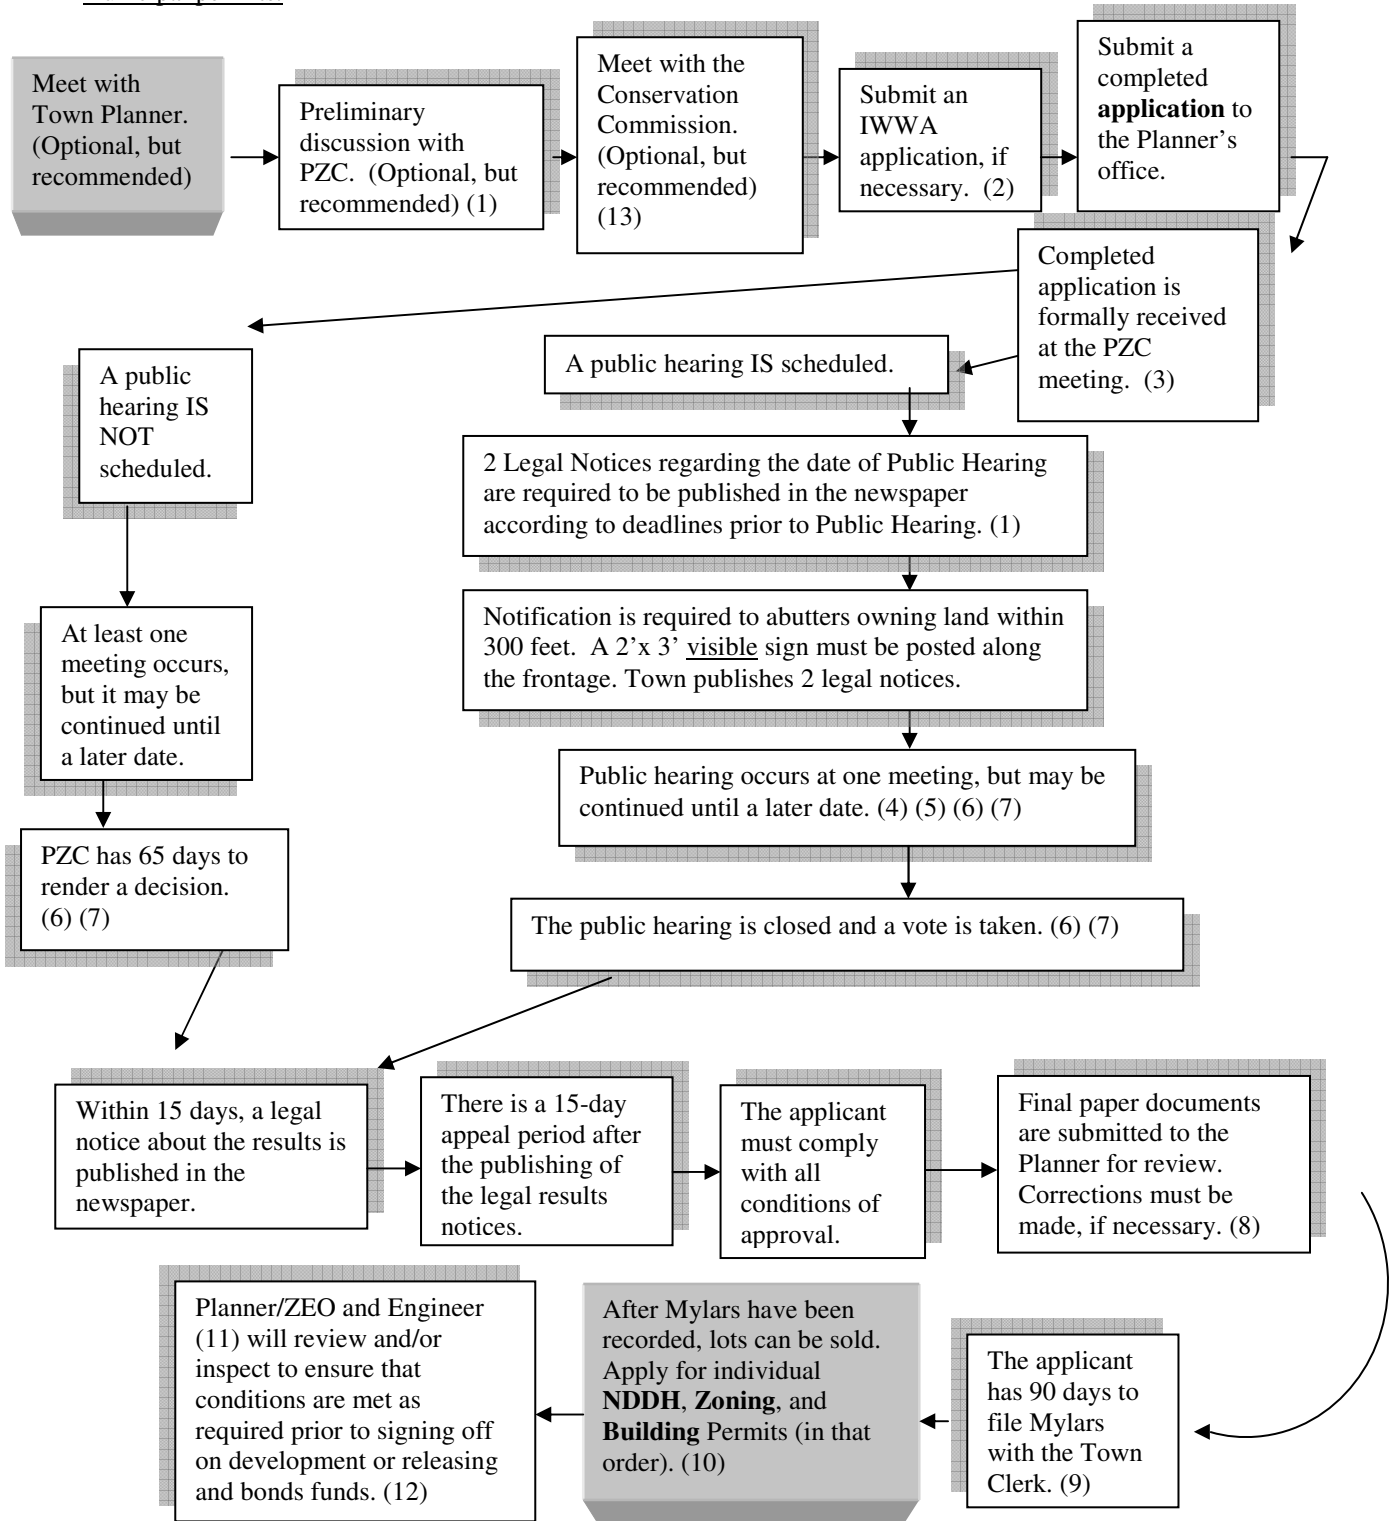 Meet with
Town Planner.
(Optional, but
recommended)
Preliminary
discussion with
PZC.  (Optional, but
recommended) (1)
Meet with the
Conservation
Commission.
(Optional, but
recommended)
(13)
Submit an
IWWA
application, if
necessary.  (2)
Submit a
completed
application to
the Planner's
office.
Completed
application is
formally received
at the PZC
meeting.  (3)
A public
hearing IS
NOT
scheduled.
A public hearing IS scheduled.
2 Legal Notices regarding the date of Public Hearing
are required to be published in the newspaper
according to deadlines prior to Public Hearing. (1)
Notification is required to abutters owning land within
300 feet.  A 2'x 3' visible sign must be posted along
the frontage. Town publishes 2 legal notices.
At least one
meeting occurs,
but it may be
continued until
a later date.
Public hearing occurs at one meeting, but may be
continued until a later date. (4) (5) (6) (7)
PZC has 65 days to
render a decision.
(6) (7)
The public hearing is closed and a vote is taken. (6) (7)
Within 15 days, a legal
notice about the results is
published in the
newspaper.
There is a 15-day
appeal period after
the publishing of
the legal results
notices.
The applicant
must comply
with all
conditions of
approval.
Final paper documents
are submitted to the
Planner for review.
Corrections must be
made, if necessary. (8)
The applicant
has 90 days to
file Mylars
with the Town
Clerk. (9)
After Mylars have been
recorded, lots can be sold.
Apply for individual
NDDH, Zoning, and
Building Permits (in that
order). (10)
Planner/ZEO and Engineer
(11) will review and/or
inspect to ensure that
conditions are met as
required prior to signing off
on development or releasing
and bonds funds. (12)